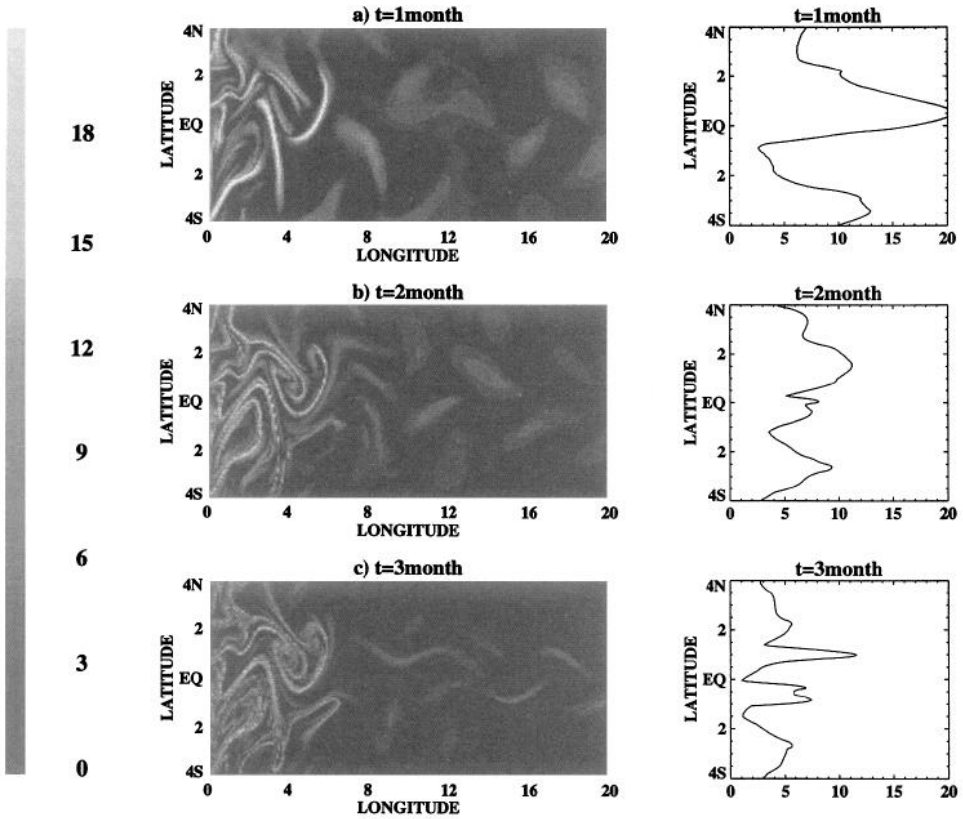 18
15
12
9
6
3
0
a) t=1month
4N
2
EQ
2
4S
LATITUDE
0 4 8 12 16 20
LONGITUDE
t=1month
4N
2
EQ
2
4S
LATITUDE
0 5 10 15 20
b) t=2month
4N
2
EQ
2
4S
LATITUDE
0 4 8 12 16 20
LONGITUDE
t=2month
4N
2
EQ
2
4S
LATITUDE
0 5 10 15 20
c) t=3month
4N
2
EQ
2
4S
LATITUDE
0 4 8 12 16 20
LONGITUDE
t=3month
4N
2
EQ
2
4S
LATITUDE
0 5 10 15 20